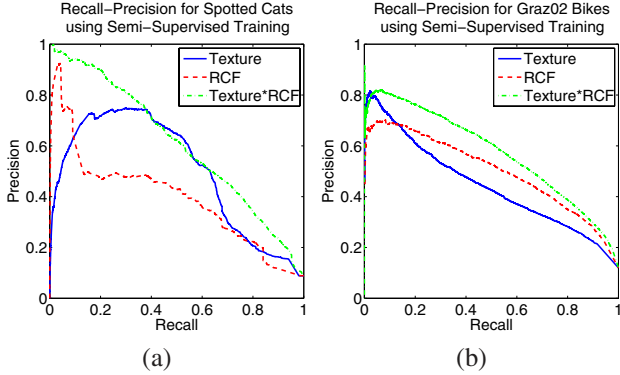 Recall−Precision for Spotted Cats
using Semi−Supervised Training
1
0.8
0.6
0.4
0.2
0
Precision
Texture
RCF
Texture*RCF
0 0.2 0.4 0.6 0.8 1
Recall
(a)
Recall−Precision for Graz02 Bikes
using Semi−Supervised Training
1
0.8
0.6
0.4
0.2
0
Precision
Texture
RCF
Texture*RCF
0 0.2 0.4 0.6 0.8 1
Recall
(b)